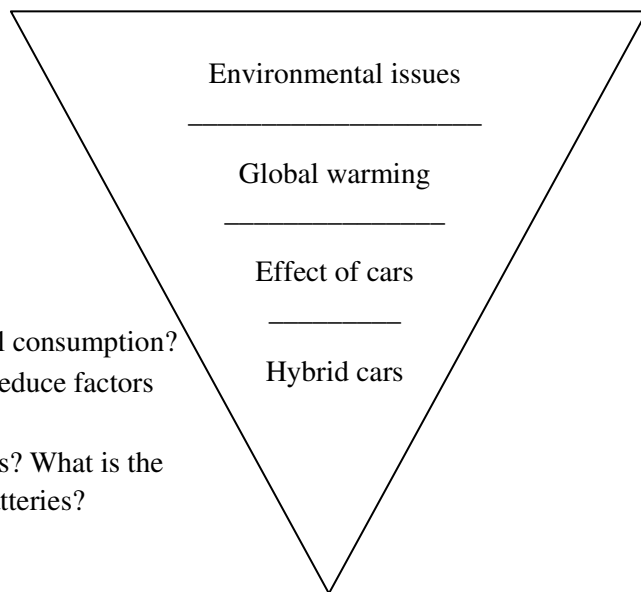 Environmental issues
Global warming
Effect of cars
Hybrid cars
consumption?
educe factors
s? What is the
tteries?